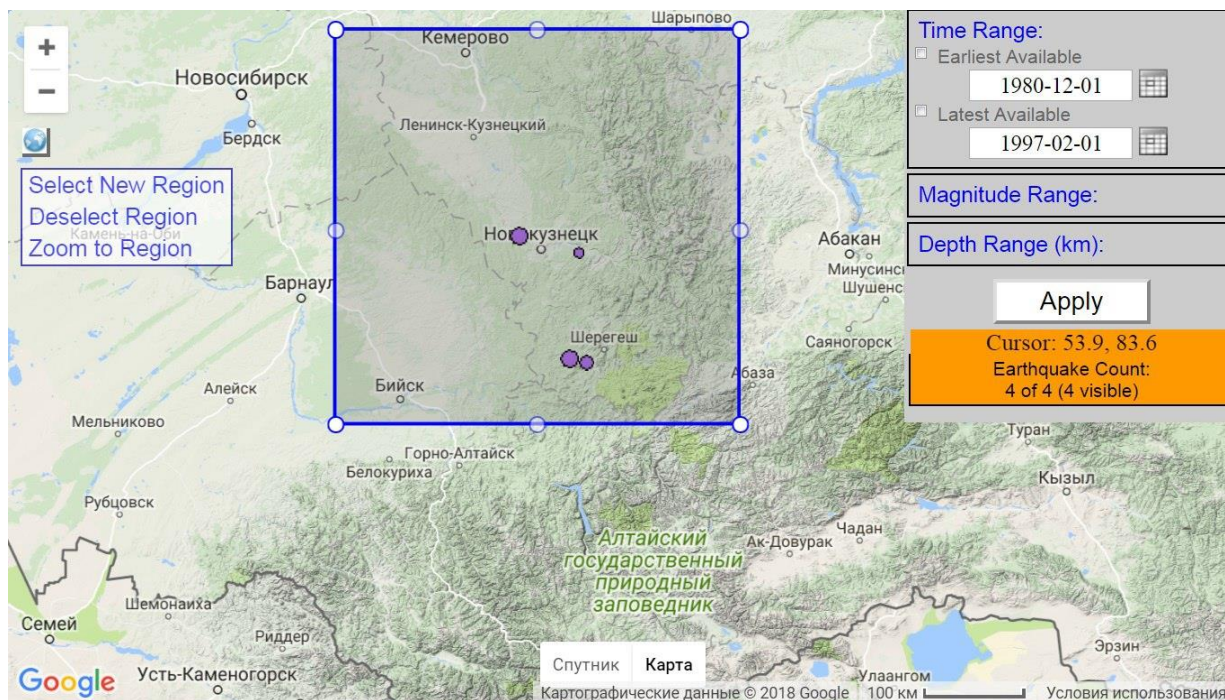 Шарыпово
Кемерово
Новосибирск
Бердск
Ленинск-Кузнецкий
Select New Region
Deselect Region
Камень-на-Оби
Zoom to Region
Абакан
Минусинск
Шушенс
Барнаул
Шерегеш
Саяногорск
Бийск
Абаза
Алейск
Мельниково
Горно-Алтайск
Белокуриха
Туран
Рубцовск
Кызыл
Чадан
Ак-Довурак
Алтайский
государственный
природный
заповедник
Шемонаиха
Семей
Риддер
Эрзин
Усть-Каменогорск
Улаангом
Google
Спутник
Карта
Картографические данные © 2018 Google
100 км
Условия использования
Time Range:
Earliest Available
1980-12-01
Latest Available
1997-02-01
Magnitude Range:
Depth Range (km):
Apply
Cursor: 53.9, 83.6
Earthquake Count:
4 of 4 (4 visible)